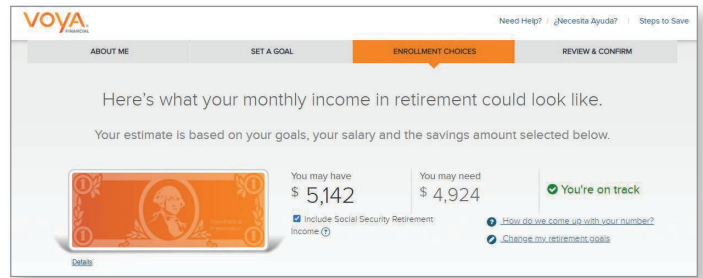 VOYA
FINANCIAL
Need Help? / ¿Necesita Ayuda? | Steps to Save
ABOUT ME
SET A GOAL
ENROLLMENT CHOICES
REVIEW & CONFIRM
Here's what your monthly income in retirement could look like.
Your estimate is based on your goals, your salary and the savings amount selected below.
You may have
$ 5,142
Include Social Security Retirement
Income ?
You may need
$ 4,924
You're on track
How do we come up with your number?
Change my retirement goals
Details